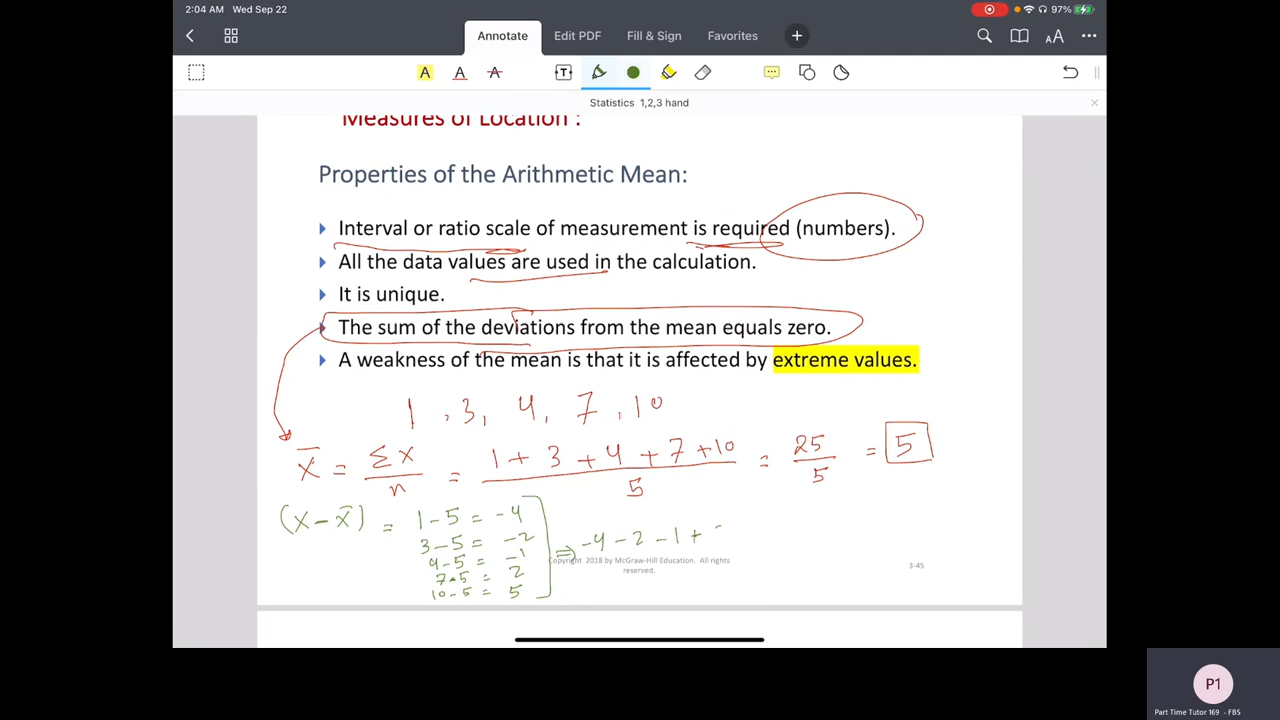 2:04 AM Wed Sep 22
97%
Annotate Edit PDF Fill & Sign Favorites
Statistics 1,2,3 hand
Measures of Location :
Properties of the Arithmetic Mean:
Interval or ratio scale of measurement is required (numbers).
All the data values are used in the calculation.
It is unique.
The sum of the deviations from the mean equals zero.
A weakness of the mean is that it is affected by extreme values.
1, 3, 4, 7, 10
x̄ = Σx/n = 1 + 3 + 4 + 7 + 10 / 5 = 25/5 = 5
(x - x̄) = 1 - 5 = -4
3 - 5 = -2
4 - 5 = -1
7 - 5 = 2
10 - 5 = 5
⇒ -4 - 2 - 1 +
Copyright 2018 by McGraw-Hill Education. All rights
reserved.
3-45
P1
Part Time Tutor 169 - FBS